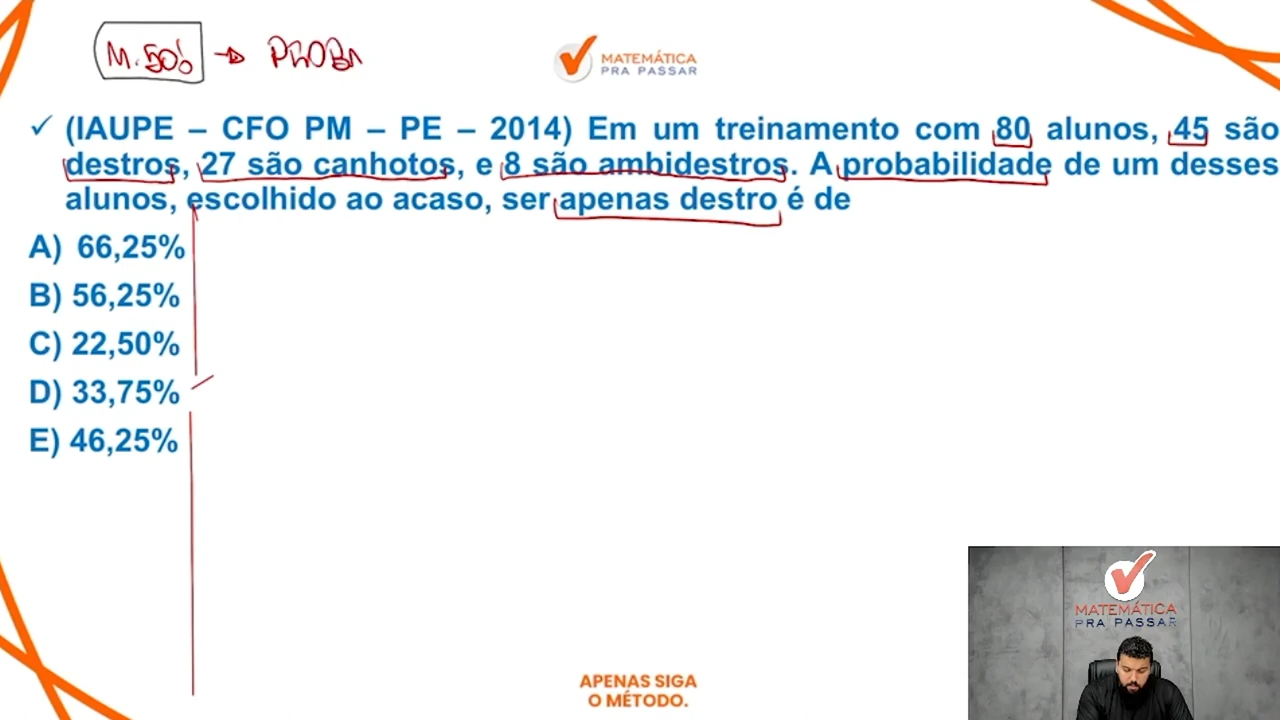 M.50% → PROBA
MATEMÁTICA
PRA PASSAR
✓ (IAUPE – CFO PM – PE – 2014) Em um treinamento com 80 alunos, 45 são
destros, 27 são canhotos, e 8 são ambidestros. A probabilidade de um desses
alunos, escolhido ao acaso, ser apenas destro é de
A) 66,25%
B) 56,25%
C) 22,50%
D) 33,75%
E) 46,25%
MATEMÁTICA
PRA PASSAR
APENAS SIGA
O MÉTODO.